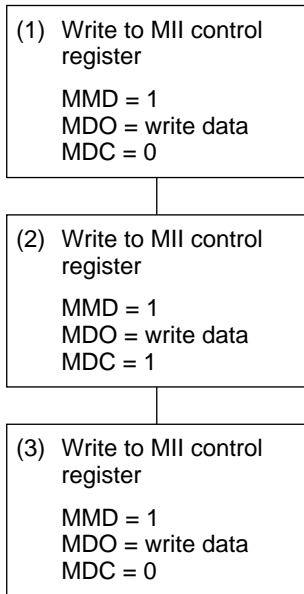 (1) Write to MII control
register
MMD = 1
MDO = write data
MDC = 0
(2) Write to MII control
register
MMD = 1
MDO = write data
MDC = 1
(3) Write to MII control
register
MMD = 1
MDO = write data
MDC = 0